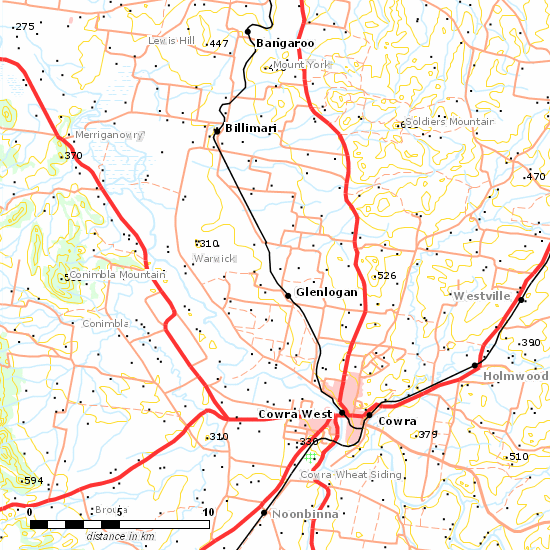 275
Lewis Hill
447
Bangaroo
Mount York
Billimari
Merriganowry
Soldiers Mountain
370
470
310
Warwick
526
Conimbla Mountain
Glenlogan
Westville
Conimbla
390
Holmwood
Cowra West
Cowra
310
330
379
510
Cowra Wheat Siding
594
Noonbinna
0 5 10
distance in km